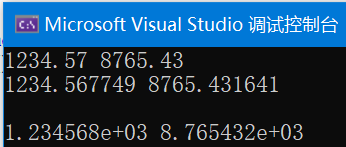 C:\ Microsoft Visual Studio 调试控制台
1234.57 8765.43
1234.567749 8765.431641
1.234568e+03 8.765432e+03